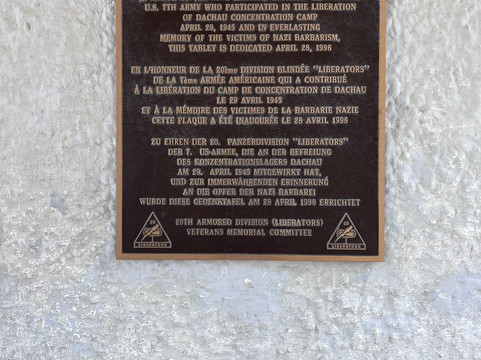 U.S. 7TH ARMY WHO PARTICIPATED IN THE LIBERATION
OF DACHAU CONCENTRATION CAMP
APRIL 29, 1945 AND IN EVERLASTING
MEMORY OF THE VICTIMS OF NAZI BARBARISM,
THIS TABLET IS DEDICATED APRIL 28, 1996
EN L'HONNEUR DE LA 20ème DIVISION BLINDÉE "LIBERATORS"
DE LA 7ème ARMÉE AMÉRICAINE QUI A CONTRIBUÉ
À LA LIBÉRATION DU CAMP DE CONCENTRATION DE DACHAU
LE 29 AVRIL 1945
ET À LA MÉMOIRE DES VICTIMES DE LA BARBARIE NAZIE
CETTE PLAQUE A ÉTÉ INAUGURÉE LE 28 AVRIL 1996
ZU EHREN DER 20. PANZERDIVISION "LIBERATORS"
DER 7. US-ARMEE, DIE AN DER BEFREIUNG
DES KONZENTRATIONSLAGERS DACHAU
AM 29. APRIL 1945 MITGEWIRKT HAT,
UND ZUR IMMERWÄHRENDEN ERINNERUNG
AN DIE OPFER DER NAZI BARBAREI
WURDE DIESE GEDENKTAFEL AM 28 APRIL 1996 ERRICHTET
20TH ARMORED DIVISION (LIBERATORS)
VETERANS MEMORIAL COMMITTEE
20
LIBERATORS
20
LIBERATORS